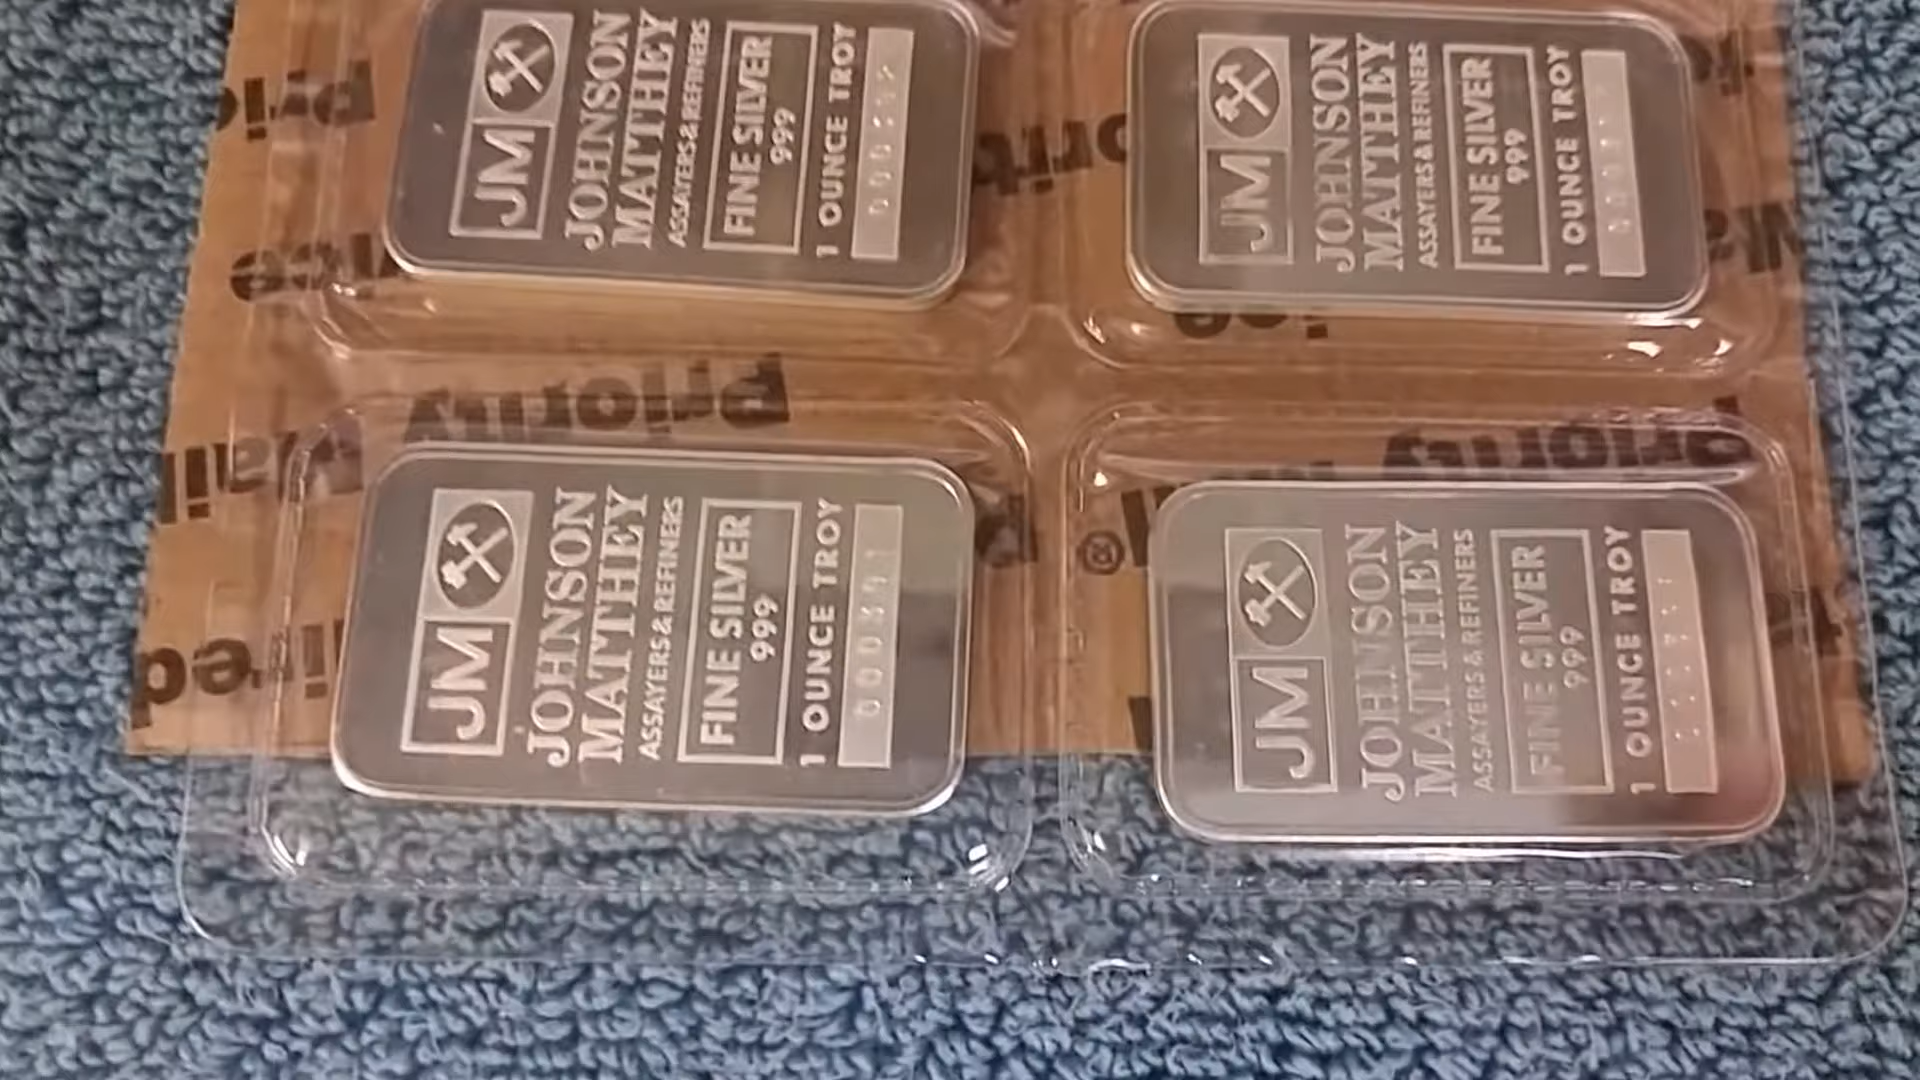 JM
JOHNSON
MATTHEY
ASSAYERS & REFINERS
FINE SILVER
999
1 OUNCE TROY
JM
JOHNSON
MATTHEY
ASSAYERS & REFINERS
FINE SILVER
999
1 OUNCE TROY
JM
JOHNSON
MATTHEY
ASSAYERS & REFINERS
FINE SILVER
999
1 OUNCE TROY
JM
JOHNSON
MATTHEY
ASSAYERS & REFINERS
FINE SILVER
999
1 OUNCE TROY
Priority
Priority